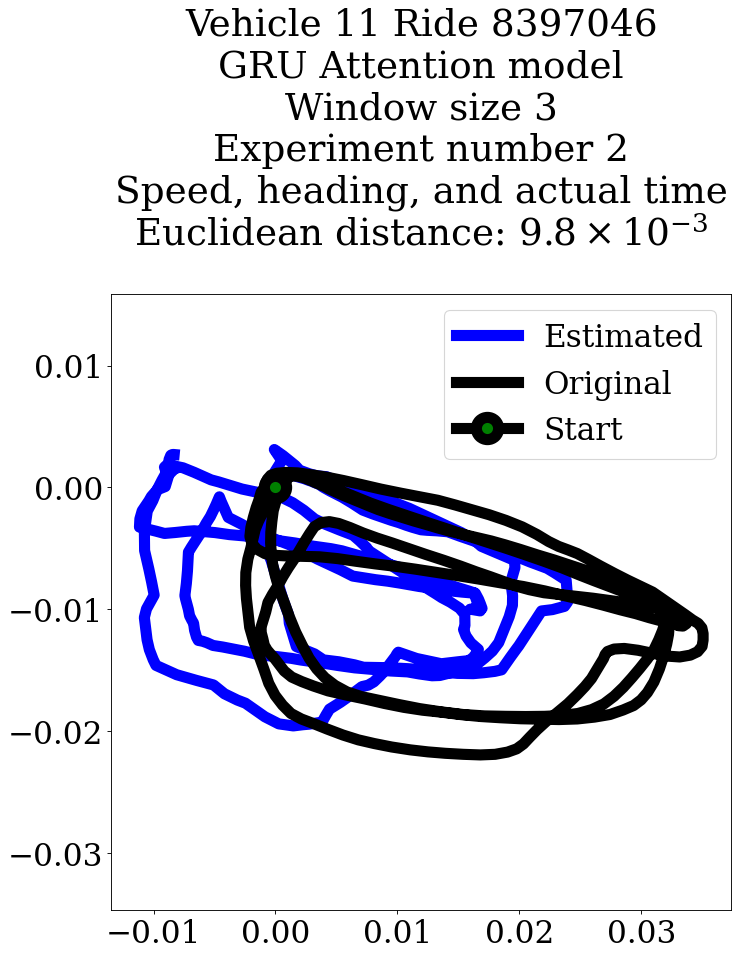 Vehicle 11 Ride 8397046
GRU Attention model
Window size 3
Experiment number 2
Speed, heading, and actual time
Euclidean distance: 9.8 × 10⁻³
Estimated
Original
Start
0.01
0.00
−0.01
−0.02
−0.03
−0.01 0.00 0.01 0.02 0.03